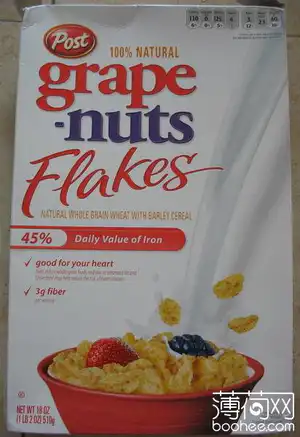 Post
100% NATURAL
grape
-nuts
Flakes
NATURAL WHOLE GRAIN WHEAT WITH BARLEY CEREAL
45% Daily Value of Iron
✓ good for your heart
✓ 3g fiber
per serving
NET WT 18 OZ
(1 LB 2 OZ) 510g
薄荷网
boohee.com